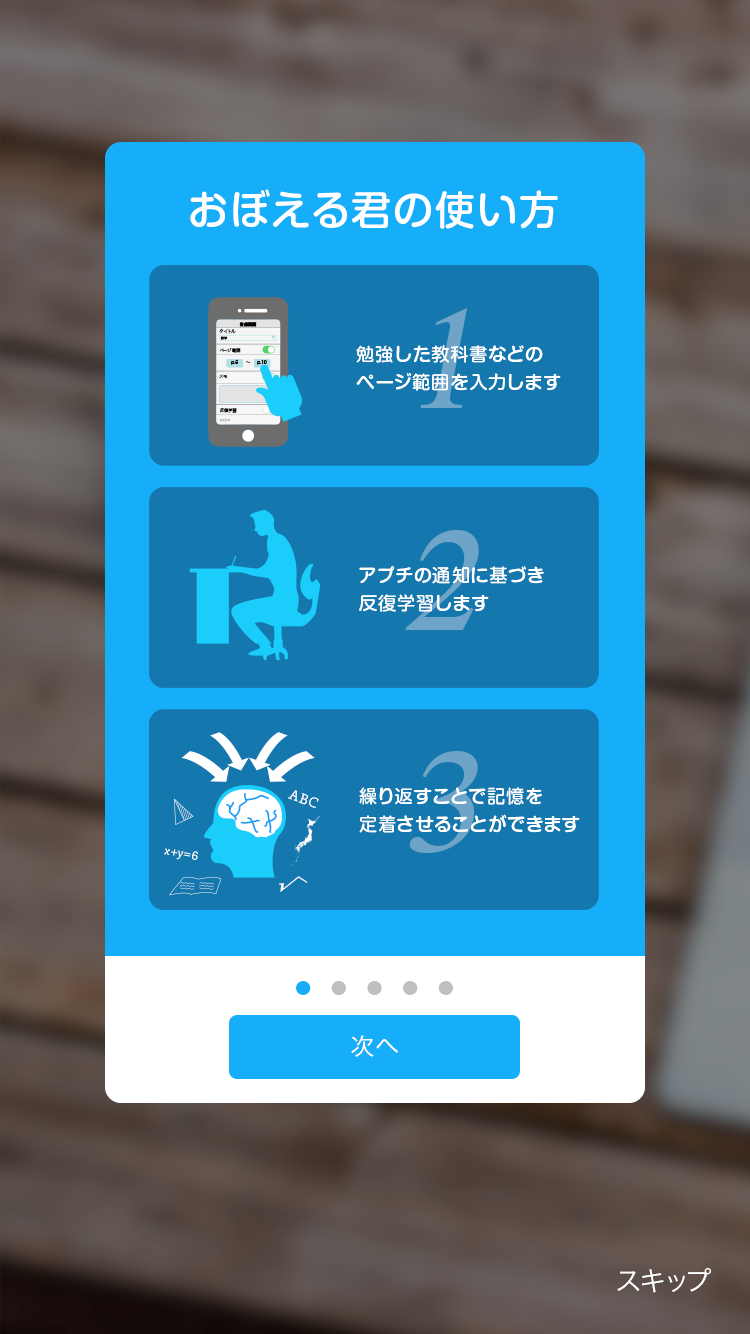 おぼえる君の使い方
タイトル
ページ範囲
p.6 ～ p.10
メモ
反復学習
1
勉強した教科書などの
ページ範囲を入力します
2
アプチの通知に基づき
反復学習します
ABC
x+y=6
3
繰り返すことで記憶を
定着させることができます
次へ
スキップ